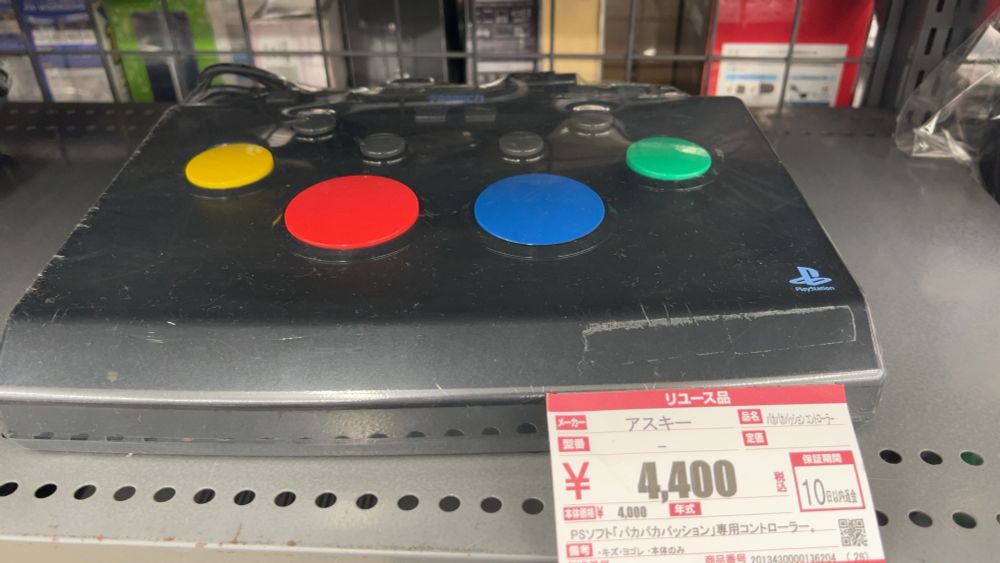 PlayStation
リユース品
メーカー アスキー 品名 パカパカパッションコントローラー
型番 - 定価
¥ 4,400 税込 保証期間
本体価格¥ 4,000 年式 10日以内返金
PSソフト「パカパカパッション」専用コントローラー。
備考 ・キズ・ヨゴレ ・本体のみ
商品番号 2013430000136204 (26)